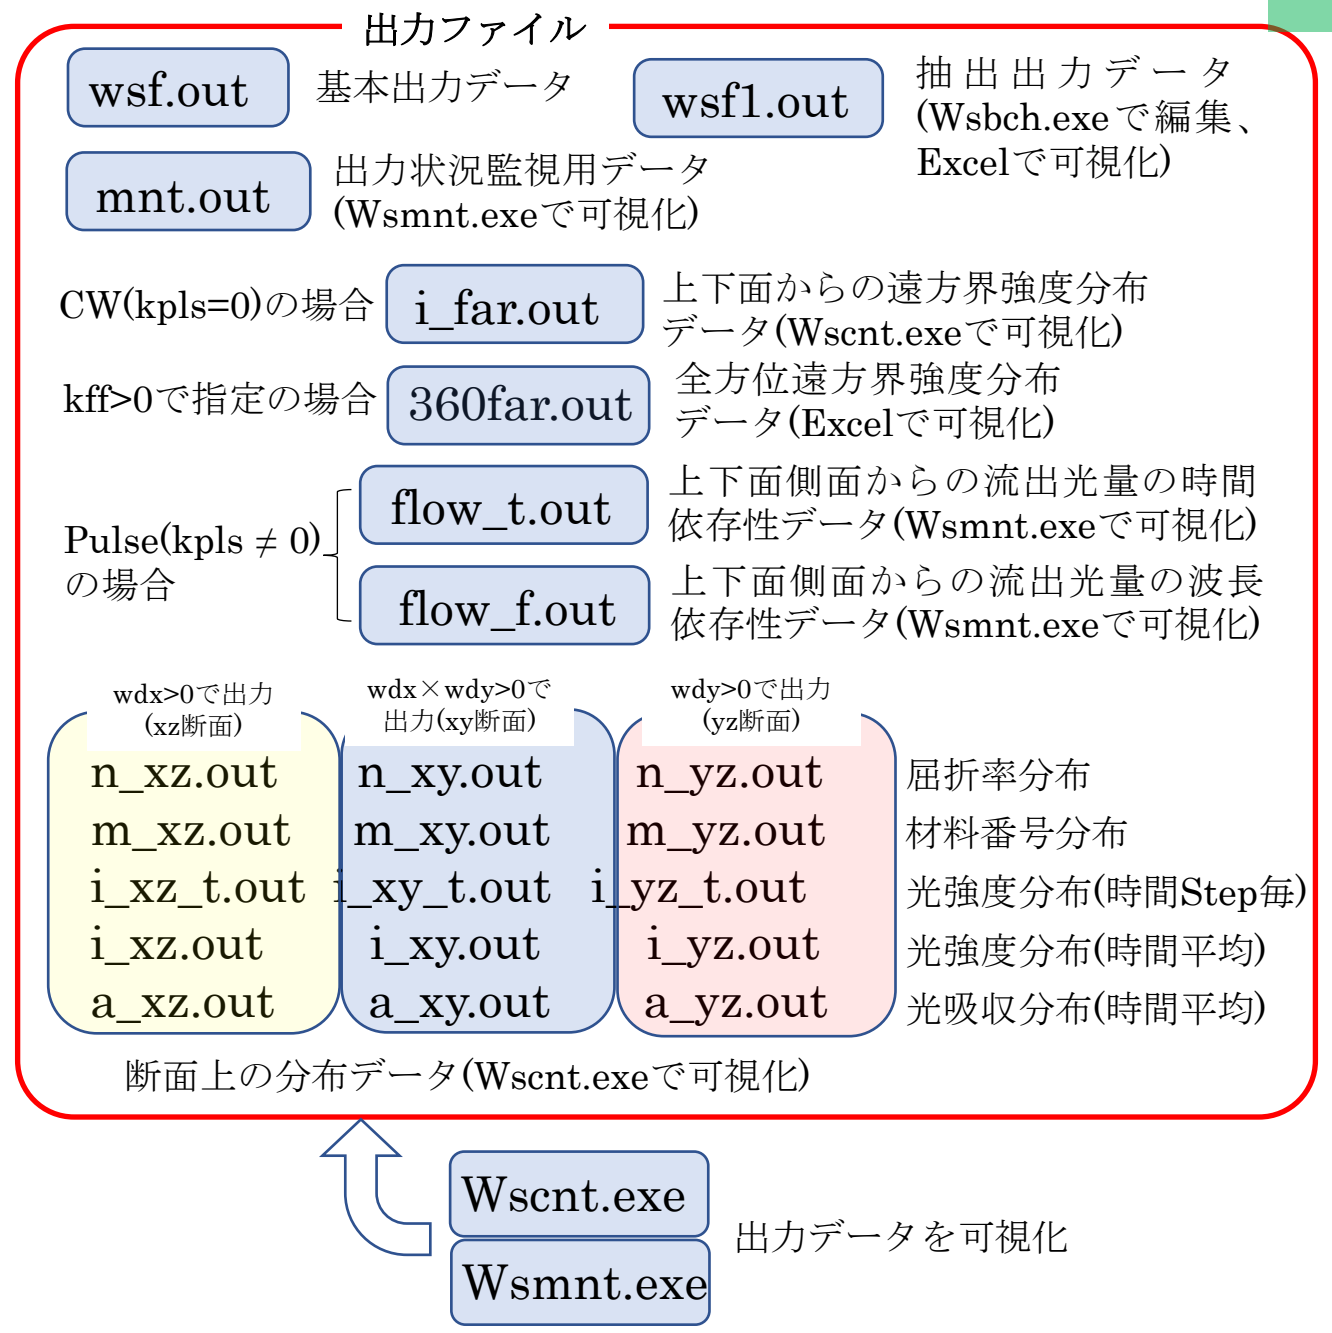 出力ファイル
wsf.out
基本出力データ
wsf1.out
抽出出力データ
(Wsbch.exeで編集、
Excelで可視化)
mnt.out
出力状況監視用データ
(Wsmnt.exeで可視化)
CW(kpls=0)の場合
i_far.out
上下面からの遠方界強度分布
データ(Wscnt.exeで可視化)
kff>0で指定の場合
360far.out
全方位遠方界強度分布
データ(Excelで可視化)
Pulse(kpls ≠ 0)
の場合
flow_t.out
上下面側面からの流出光量の時間
依存性データ(Wsmnt.exeで可視化)
flow_f.out
上下面側面からの流出光量の波長
依存性データ(Wsmnt.exeで可視化)
wdx>0で出力
(xz断面)
wdx×wdy>0で
出力(xy断面)
wdy>0で出力
(yz断面)
n_xz.out n_xy.out n_yz.out 屈折率分布
m_xz.out m_xy.out m_yz.out 材料番号分布
i_xz_t.out i_xy_t.out i_yz_t.out 光強度分布(時間Step毎)
i_xz.out i_xy.out i_yz.out 光強度分布(時間平均)
a_xz.out a_xy.out a_yz.out 光吸収分布(時間平均)
断面上の分布データ(Wscnt.exeで可視化)
Wscnt.exe
出力データを可視化
Wsmnt.exe